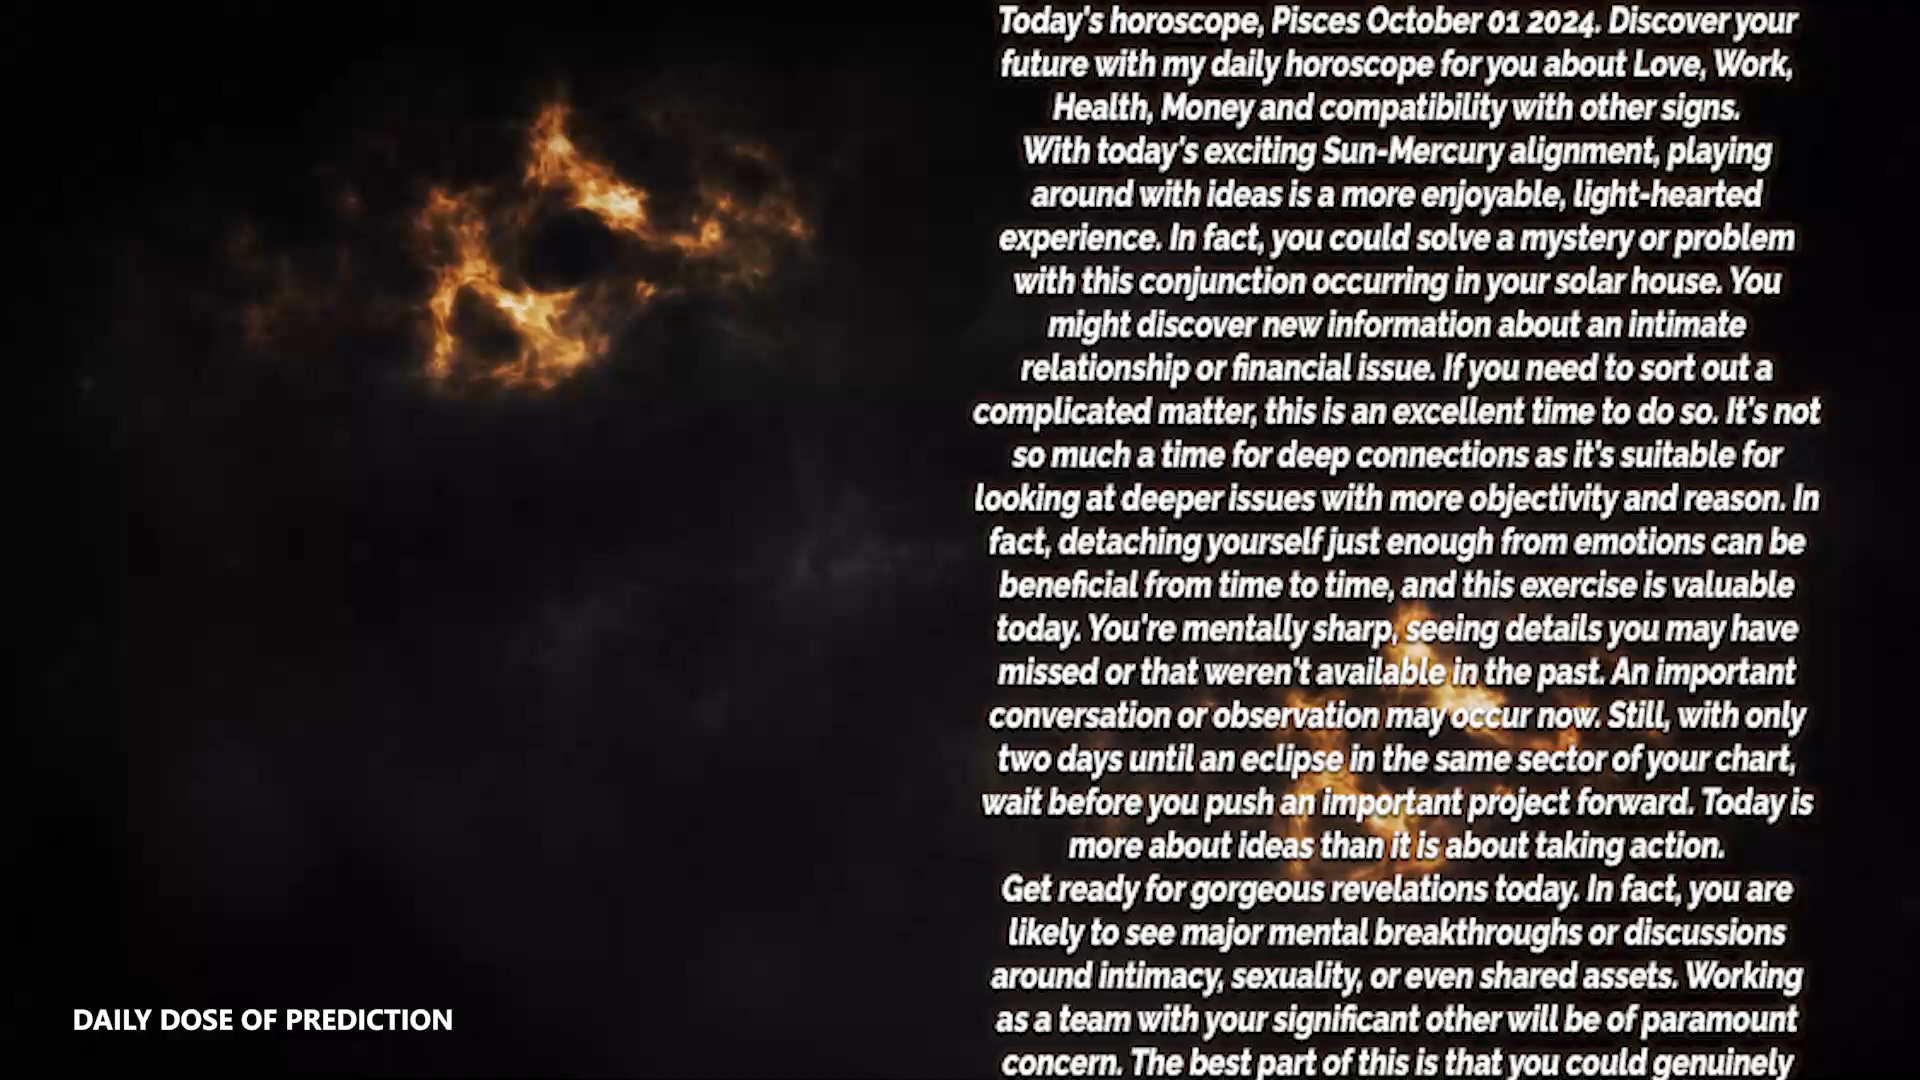 Today's horoscope, Pisces October 01 2024. Discover your
future with my daily horoscope for you about Love, Work,
Health, Money and compatibility with other signs.
With today's exciting Sun-Mercury alignment, playing
around with ideas is a more enjoyable, light-hearted
experience. In fact, you could solve a mystery or problem
with this conjunction occurring in your solar house. You
might discover new information about an intimate
relationship or financial issue. If you need to sort out a
complicated matter, this is an excellent time to do so. It's not
so much a time for deep connections as it's suitable for
looking at deeper issues with more objectivity and reason. In
fact, detaching yourself just enough from emotions can be
beneficial from time to time, and this exercise is valuable
today. You're mentally sharp, seeing details you may have
missed or that weren't available in the past. An important
conversation or observation may occur now. Still, with only
two days until an eclipse in the same sector of your chart,
wait before you push an important project forward. Today is
more about ideas than it is about taking action.
Get ready for gorgeous revelations today. In fact, you are
likely to see major mental breakthroughs or discussions
around intimacy, sexuality, or even shared assets. Working
as a team with your significant other will be of paramount
concern. The best part of this is that you could genuinely
DAILY DOSE OF PREDICTION